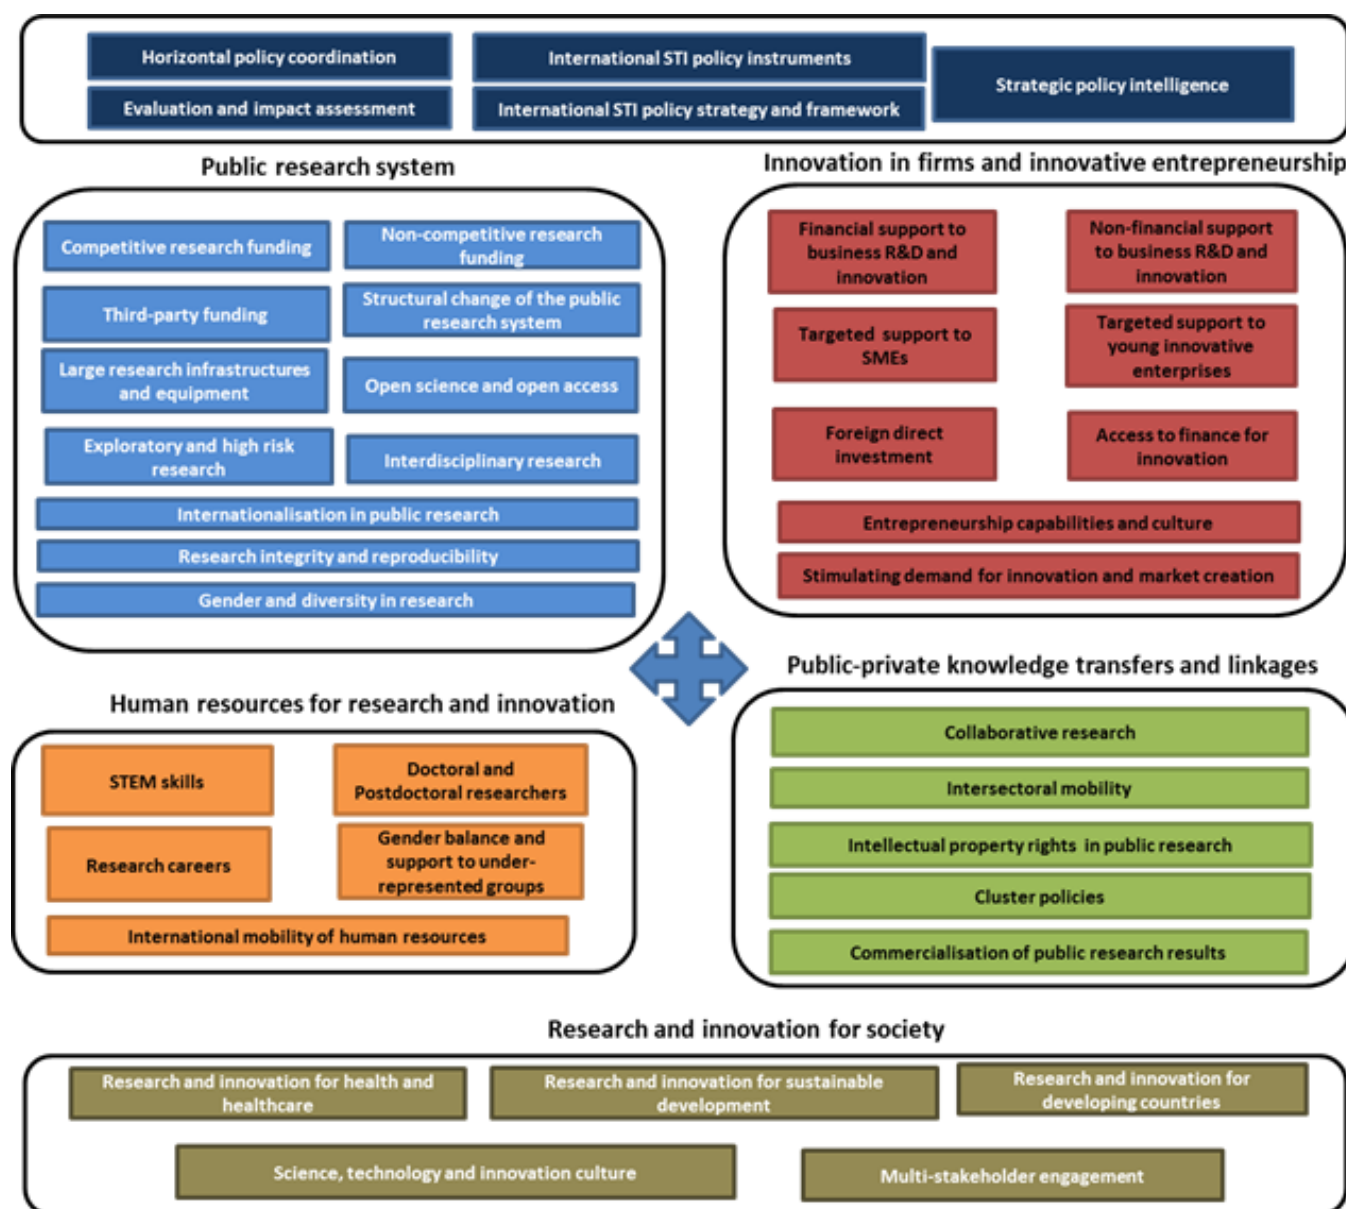 Horizontal policy coordination
International STI policy instruments
Strategic policy intelligence
Evaluation and impact assessment
International STI policy strategy and framework
Public research system
Competitive research funding
Non-competitive research
funding
Third-party funding
Structural change of the public
research system
Large research infrastructures
and equipment
Open science and open access
Exploratory and high risk
research
Interdisciplinary research
Internationalisation in public research
Research integrity and reproducibility
Gender and diversity in research
Innovation in firms and innovative entrepreneurship
Financial support to
business R&D and
innovation
Non-financial support
to business R&D and
innovation
Targeted support to
SMEs
Targeted support to
young innovative
enterprises
Foreign direct
investment
Access to finance for
innovation
Entrepreneurship capabilities and culture
Stimulating demand for innovation and market creation
Human resources for research and innovation
STEM skills
Doctoral and
Postdoctoral researchers
Research careers
Gender balance and
support to under-
represented groups
International mobility of human resources
Public-private knowledge transfers and linkages
Collaborative research
Intersectoral mobility
Intellectual property rights in public research
Cluster policies
Commercialisation of public research results
Research and innovation for society
Research and innovation for health and
healthcare
Research and innovation for sustainable
development
Research and innovation for
developing countries
Science, technology and innovation culture
Multi-stakeholder engagement